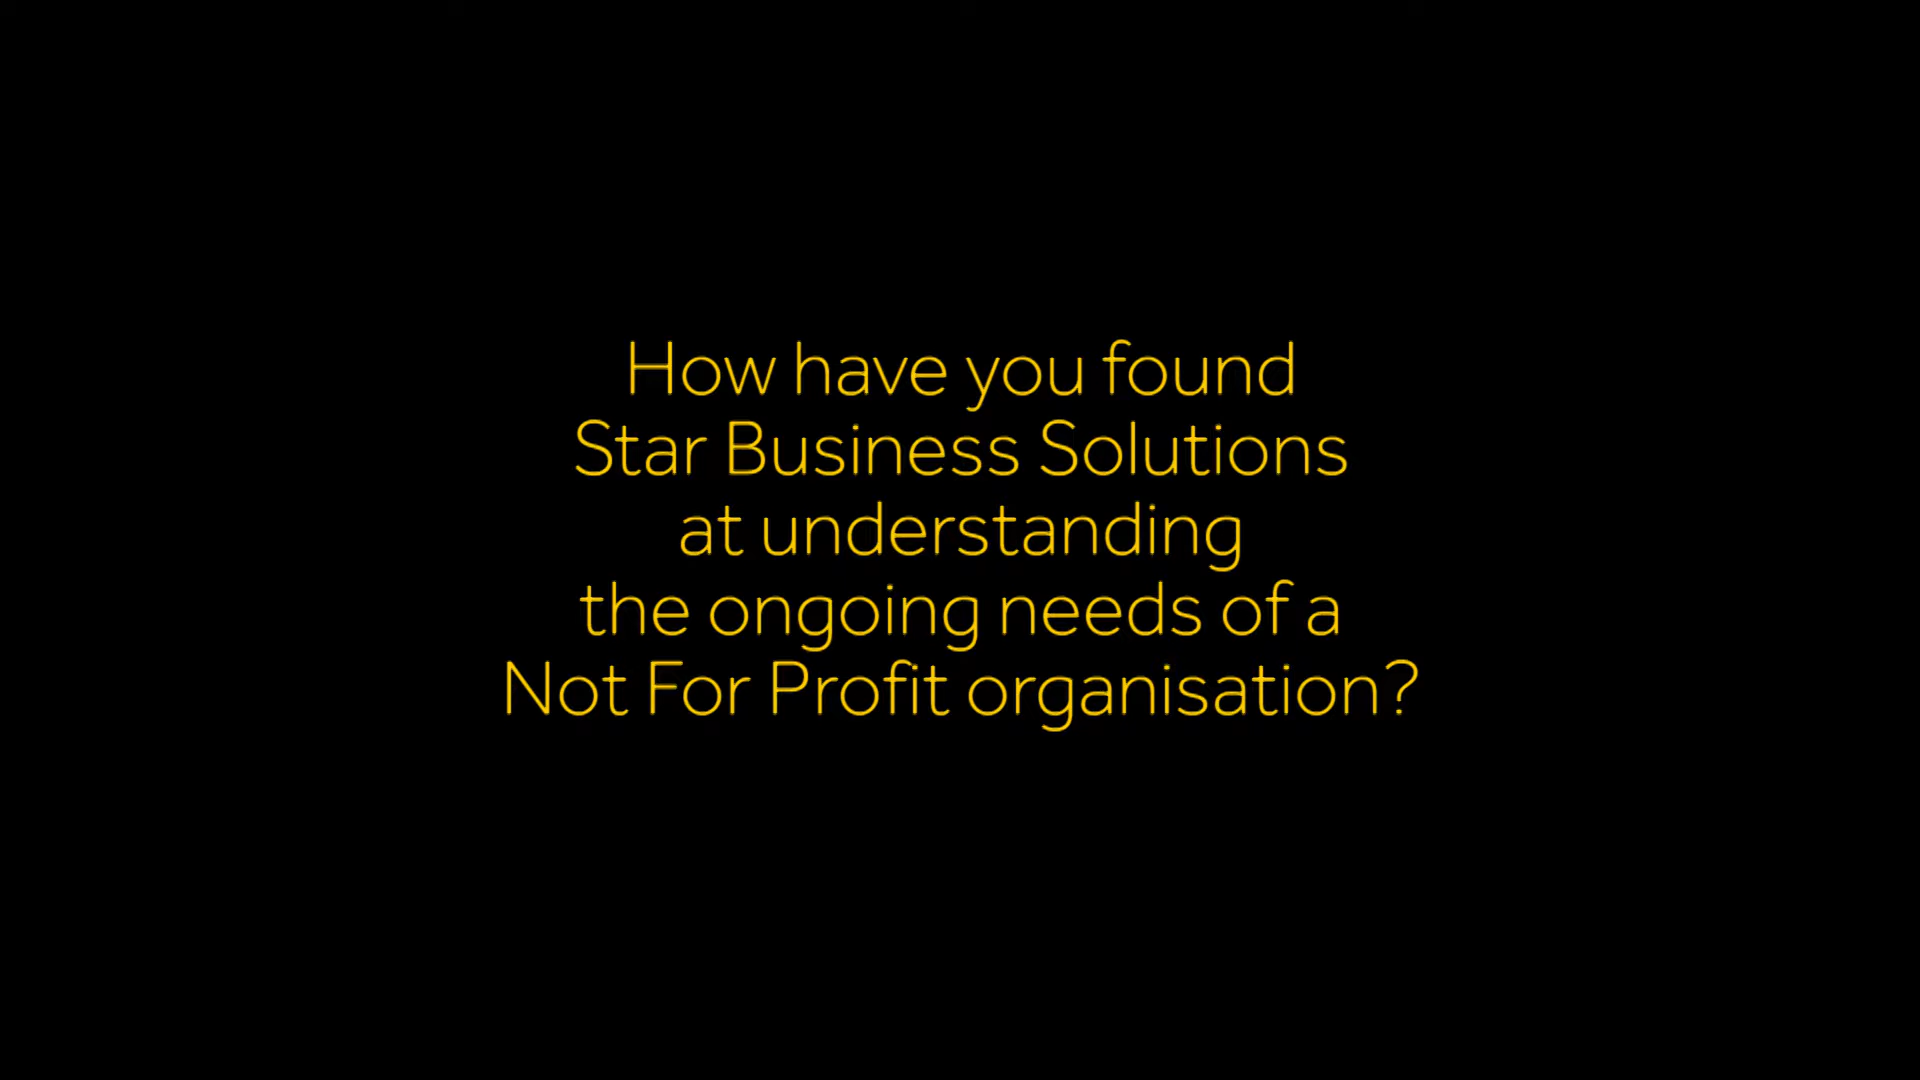 How have you found
Star Business Solutions
at understanding
the ongoing needs of a
Not For Profit organisation?